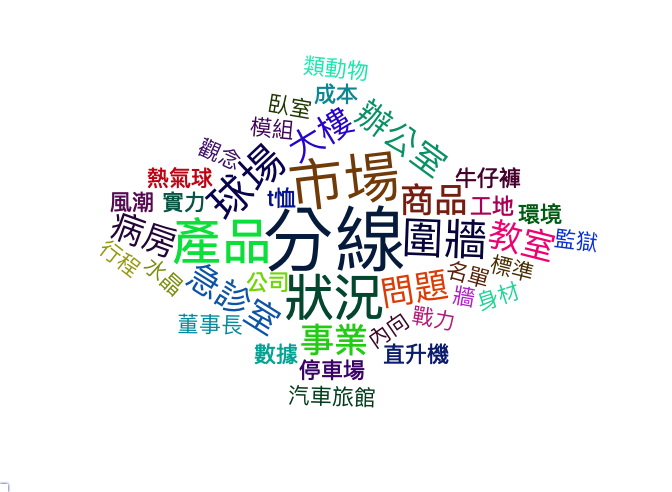 類動物
成本
臥室
辦公室
模組
大樓
觀念
球場
市場
熱氣球
牛仔褲
風潮
實力
t恤
商品
工地
環境
病房
產品
分線
圍牆
教室
監獄
行程
水晶
急診室
公司
狀況
問題
名單
標準
牆
身材
董事長
事業
內向
戰力
數據
直升機
停車場
汽車旅館